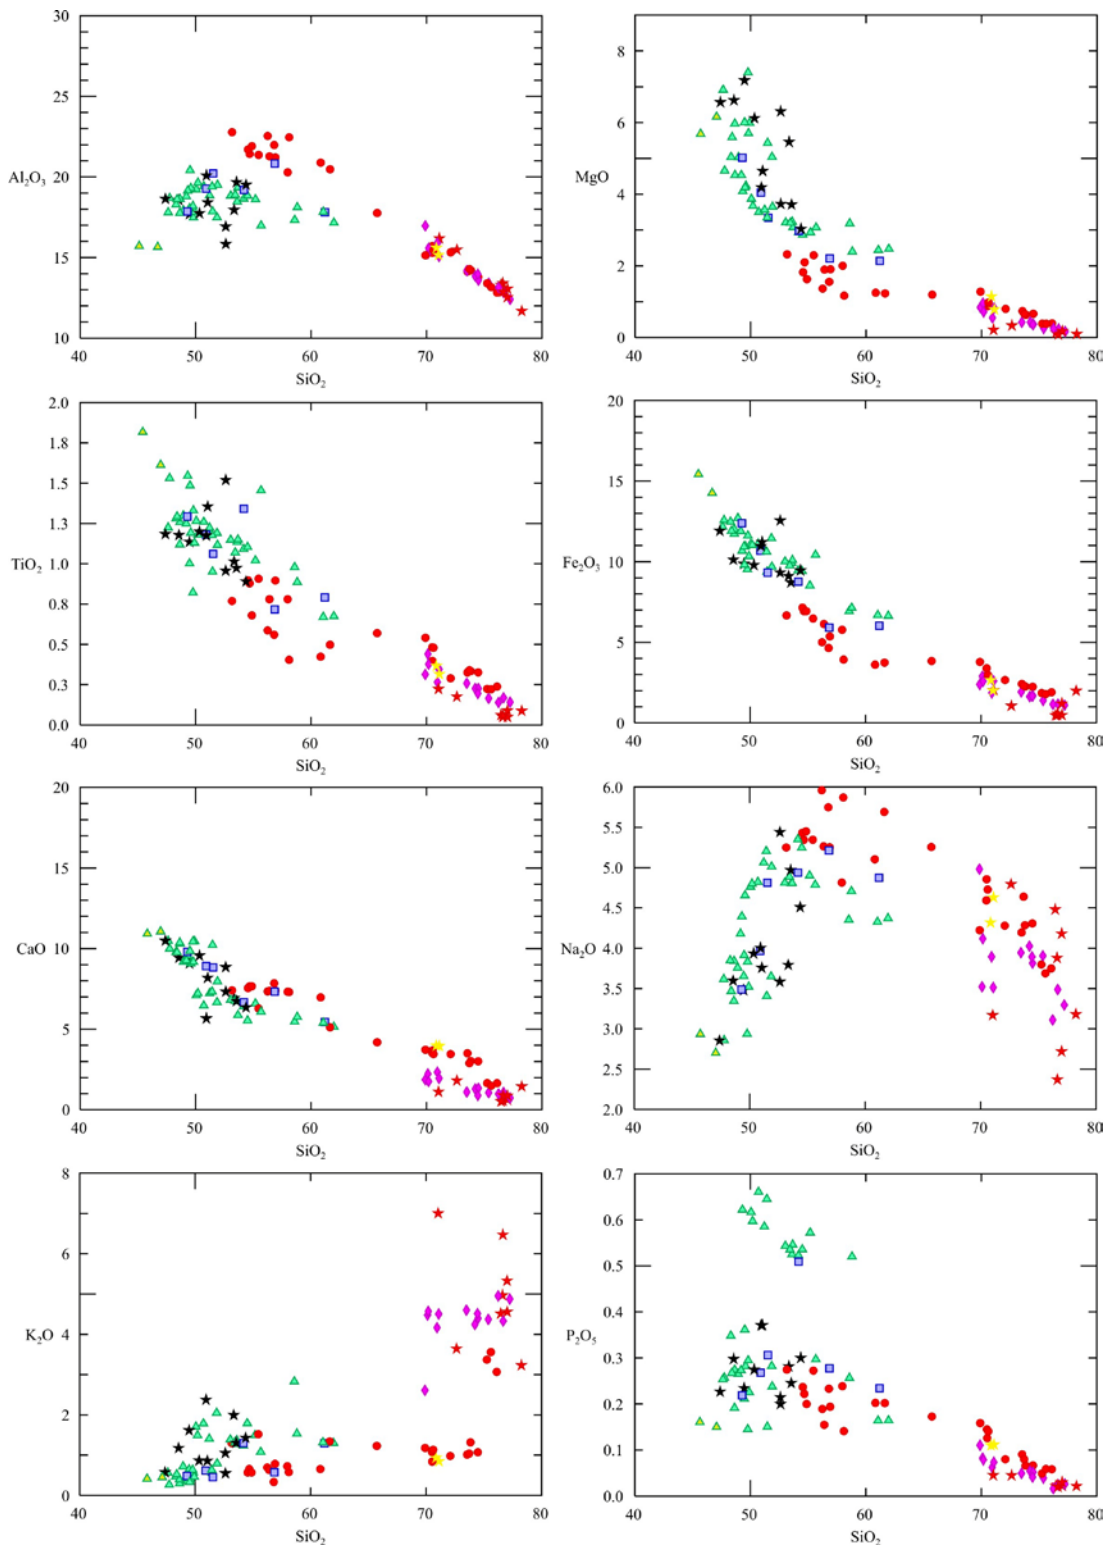 30
25
20
Al₂O₃
15
10
40 50 60 70 80
SiO₂
8
6
MgO
4
2
0
40 50 60 70 80
SiO₂
2.0
1.8
1.5
1.3
TiO₂
1.0
0.8
0.5
0.3
0.0
40 50 60 70 80
SiO₂
20
15
Fe₂O₃
10
5
0
40 50 60 70 80
SiO₂
20
15
CaO
10
5
0
40 50 60 70 80
SiO₂
6.0
5.5
5.0
4.5
Na₂O
4.0
3.5
3.0
2.5
2.0
40 50 60 70 80
SiO₂
8
6
K₂O
4
2
0
40 50 60 70 80
SiO₂
0.7
0.6
0.5
0.4
P₂O₅
0.3
0.2
0.1
0.0
40 50 60 70 80
SiO₂